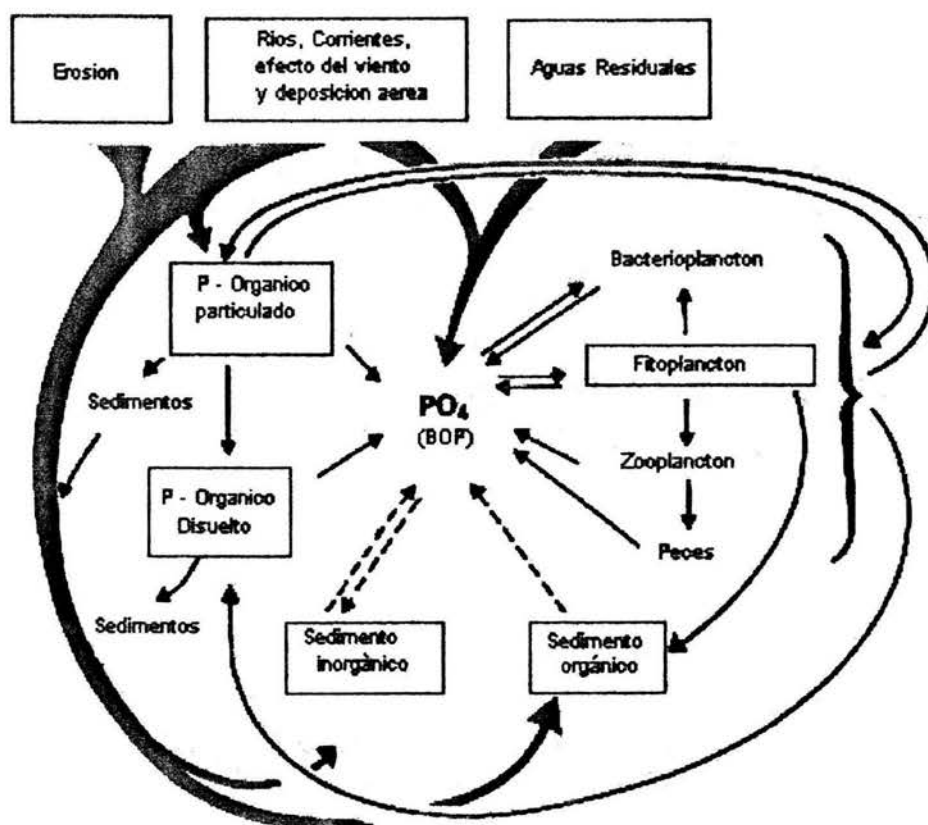 Erosion
Rios, Corrientes,
efecto del viento
y deposicion aerea
Aguas Residuales
P - Organico
particulado
Bacterioplancton
Fitoplancton
Sedimentos
PO₄
(BOP)
Zooplancton
P - Organico
Disuelto
Peces
Sedimentos
Sedimento
inorgànico
Sedimento
orgánico